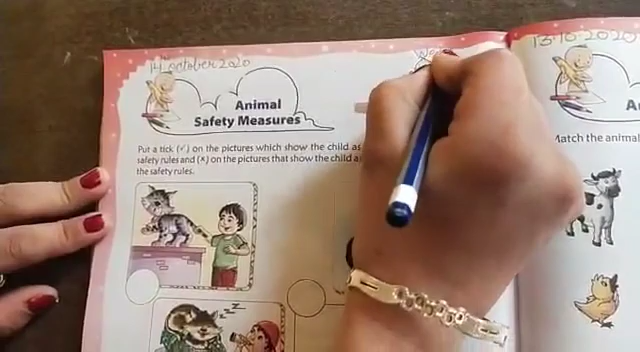 14 october 2020
Animal
Safety Measures
Put a tick (✓) on the pictures which show the child as
safety rules and (×) on the pictures that show the child a
the safety rules.
13-10-2020
Match the animal
z z z